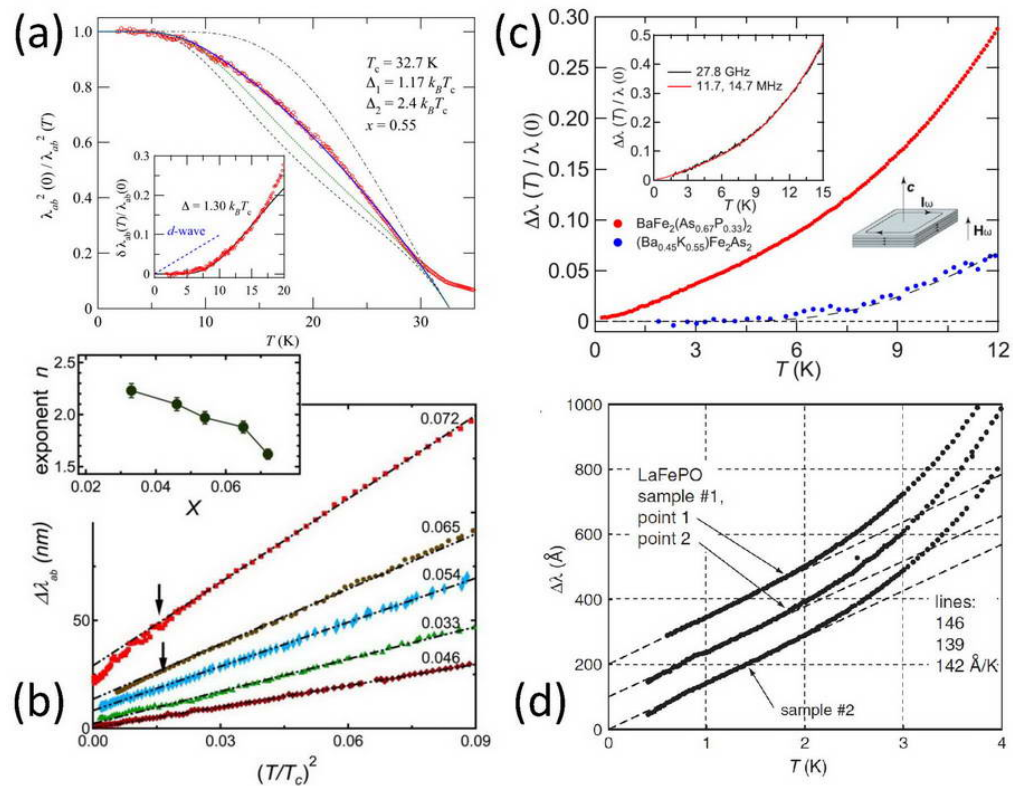 (a)
λab²(0)/λab²(T)
1.0
0.8
0.6
0.4
0.2
0
0
10
20
30
T (K)
Tc = 32.7 K
Δ1 = 1.17 kBTc
Δ2 = 2.4 kBTc
x = 0.55
δ λab(T)/ λab(0)
0.3
0.2
0.1
0
0
5
10
15
20
Δ = 1.30 kBTc
d-wave
(c)
Δλ (T) / λ (0)
0.30
0.25
0.20
0.15
0.10
0.05
0
0
3
6
9
12
T (K)
Δλ (T) / λ (0)
0.5
0.4
0.3
0.2
0.1
0
0
3
6
9
12
15
T (K)
27.8 GHz
11.7, 14.7 MHz
BaFe2(As0.67P0.33)2
(Ba0.45K0.55)Fe2As2
c
Iω
Hω
(b)
exponent n
2.5
2.0
1.5
0.02
0.04
0.06
0.08
X
Δλab (nm)
50
0
0.00
0.03
0.06
0.09
(T/Tc)²
0.072
0.065
0.054
0.033
0.046
(d)
Δλ (Å)
1000
800
600
400
200
0
0
1
2
3
4
T (K)
LaFePO
sample #1,
point 1
point 2
sample #2
lines:
146
139
142 Å/K